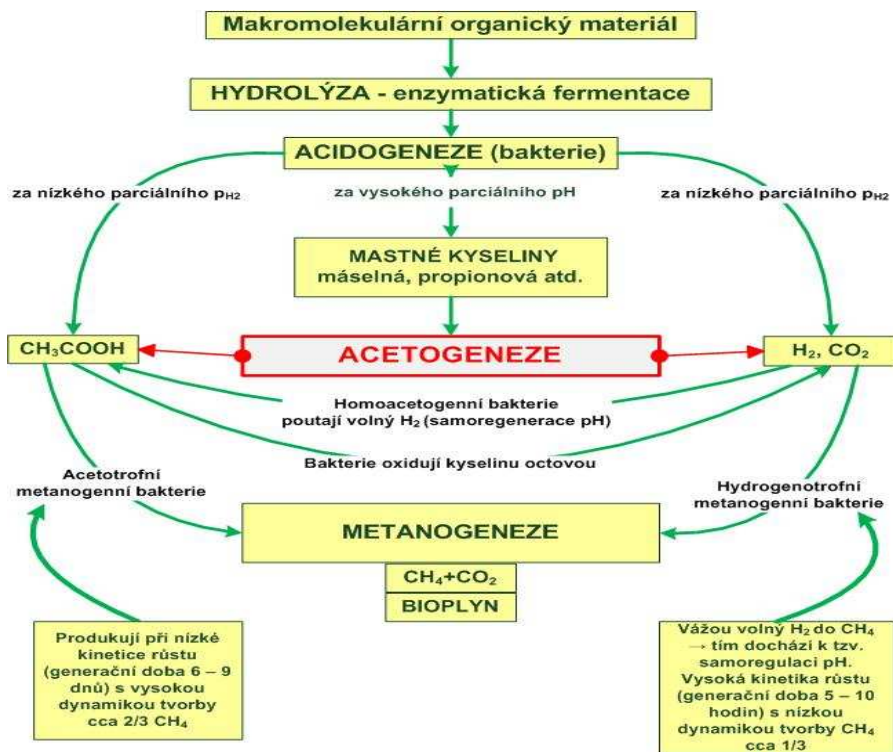 Makromolekulární organický materiál
HYDROLÝZA - enzymatická fermentace
ACIDOGENEZE (bakterie)
za nízkého parciálního pH2
za vysokého parciálního pH
za nízkého parciálního pH2
MASTNÉ KYSELINY
máselná, propionová atd.
CH3COOH
ACETOGENEZE
H2, CO2
Homoacetogenní bakterie
poutají volný H2 (samoregenerace pH)
Bakterie oxidují kyselinu octovou
Acetotrofní
metanogenní bakterie
Hydrogenotrofní
metanogenní bakterie
METANOGENEZE
CH4+CO2
BIOPLYN
Produkují při nízké
kinetice růstu
(generační doba 6 – 9
dnů) s vysokou
dynamikou tvorby
cca 2/3 CH4
Vážou volný H2 do CH4
→ tím dochází k tzv.
samoregulaci pH.
Vysoká kinetika růstu
(generační doba 5 – 10
hodin) s nízkou
dynamikou tvorby CH4
cca 1/3